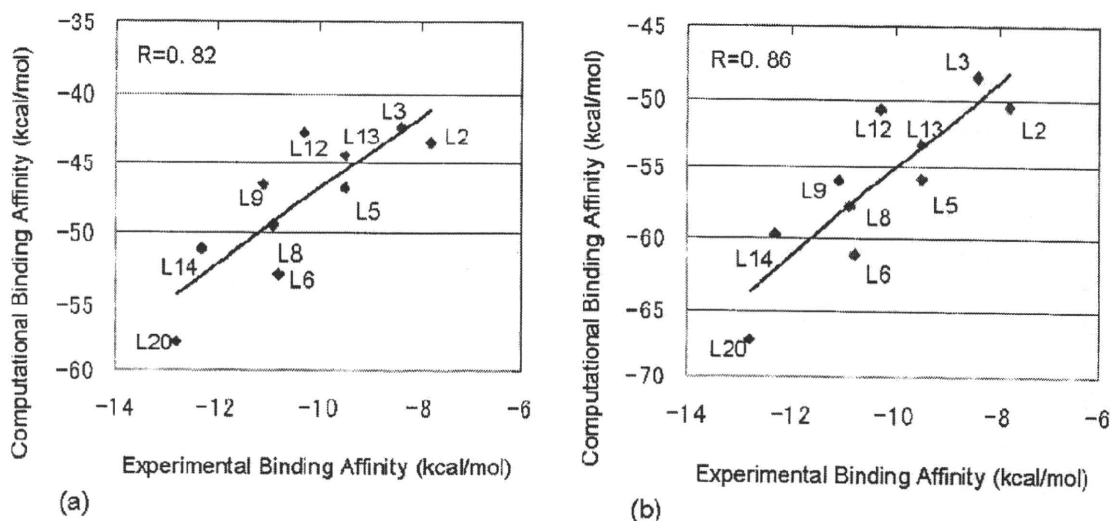 −35
−40
−45
−50
−55
−60
Computational Binding Affinity (kcal/mol)
R=0. 82
L3
L12
L13
L2
L9
L5
L8
L14
L6
L20
−14
−12
−10
−8
−6
Experimental Binding Affinity (kcal/mol)
(a)
−45
−50
−55
−60
−65
−70
Computational Binding Affinity (kcal/mol)
R=0. 86
L3
L12
L13
L2
L9
L8
L5
L14
L6
L20
−14
−12
−10
−8
−6
Experimental Binding Affinity (kcal/mol)
(b)